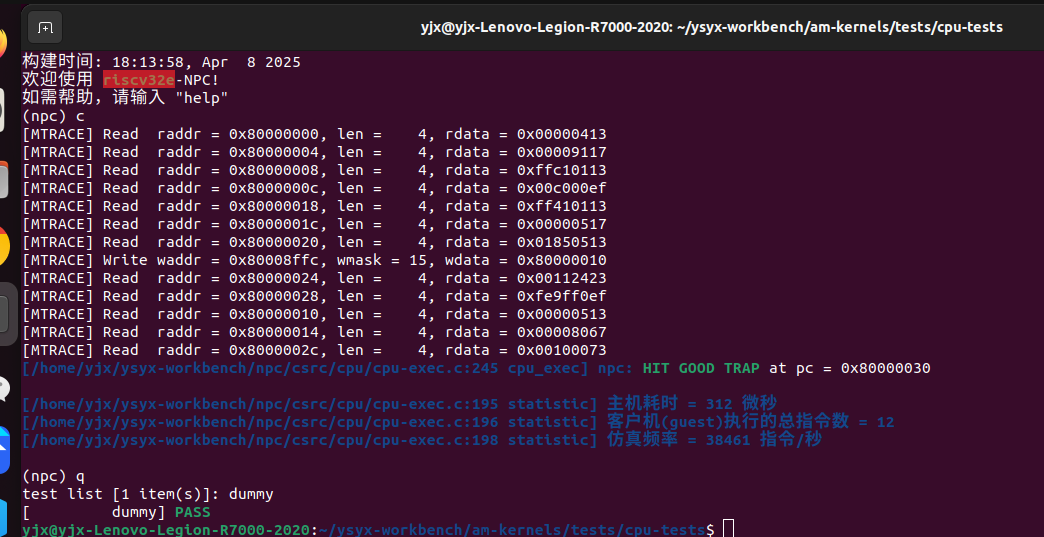 yjx@yjx-Lenovo-Legion-R7000-2020: ~/ysyx-workbench/am-kernels/tests/cpu-tests
构建时间: 18:13:58, Apr  8 2025
欢迎使用 riscv32e-NPC!
如需帮助，请输入 "help"
(npc) c
[MTRACE] Read  raddr = 0x80000000, len =    4, rdata = 0x00000413
[MTRACE] Read  raddr = 0x80000004, len =    4, rdata = 0x00009117
[MTRACE] Read  raddr = 0x80000008, len =    4, rdata = 0xffc10113
[MTRACE] Read  raddr = 0x8000000c, len =    4, rdata = 0x00c000ef
[MTRACE] Read  raddr = 0x80000018, len =    4, rdata = 0xff410113
[MTRACE] Read  raddr = 0x8000001c, len =    4, rdata = 0x00000517
[MTRACE] Read  raddr = 0x80000020, len =    4, rdata = 0x01850513
[MTRACE] Write waddr = 0x80008ffc, wmask = 15, wdata = 0x80000010
[MTRACE] Read  raddr = 0x80000024, len =    4, rdata = 0x00112423
[MTRACE] Read  raddr = 0x80000028, len =    4, rdata = 0xfe9ff0ef
[MTRACE] Read  raddr = 0x80000010, len =    4, rdata = 0x00000513
[MTRACE] Read  raddr = 0x80000014, len =    4, rdata = 0x00008067
[MTRACE] Read  raddr = 0x8000002c, len =    4, rdata = 0x00100073
[/home/yjx/ysyx-workbench/npc/csrc/cpu/cpu-exec.c:245 cpu_exec] npc: HIT GOOD TRAP at pc = 0x80000030
[/home/yjx/ysyx-workbench/npc/csrc/cpu/cpu-exec.c:195 statistic] 主机耗时 = 312 微秒
[/home/yjx/ysyx-workbench/npc/csrc/cpu/cpu-exec.c:196 statistic] 客户机(guest)执行的总指令数 = 12
[/home/yjx/ysyx-workbench/npc/csrc/cpu/cpu-exec.c:198 statistic] 仿真频率 = 38461 指令/秒
(npc) q
test list [1 item(s)]: dummy
[         dummy] PASS
yjx@yjx-Lenovo-Legion-R7000-2020:~/ysyx-workbench/am-kernels/tests/cpu-tests$